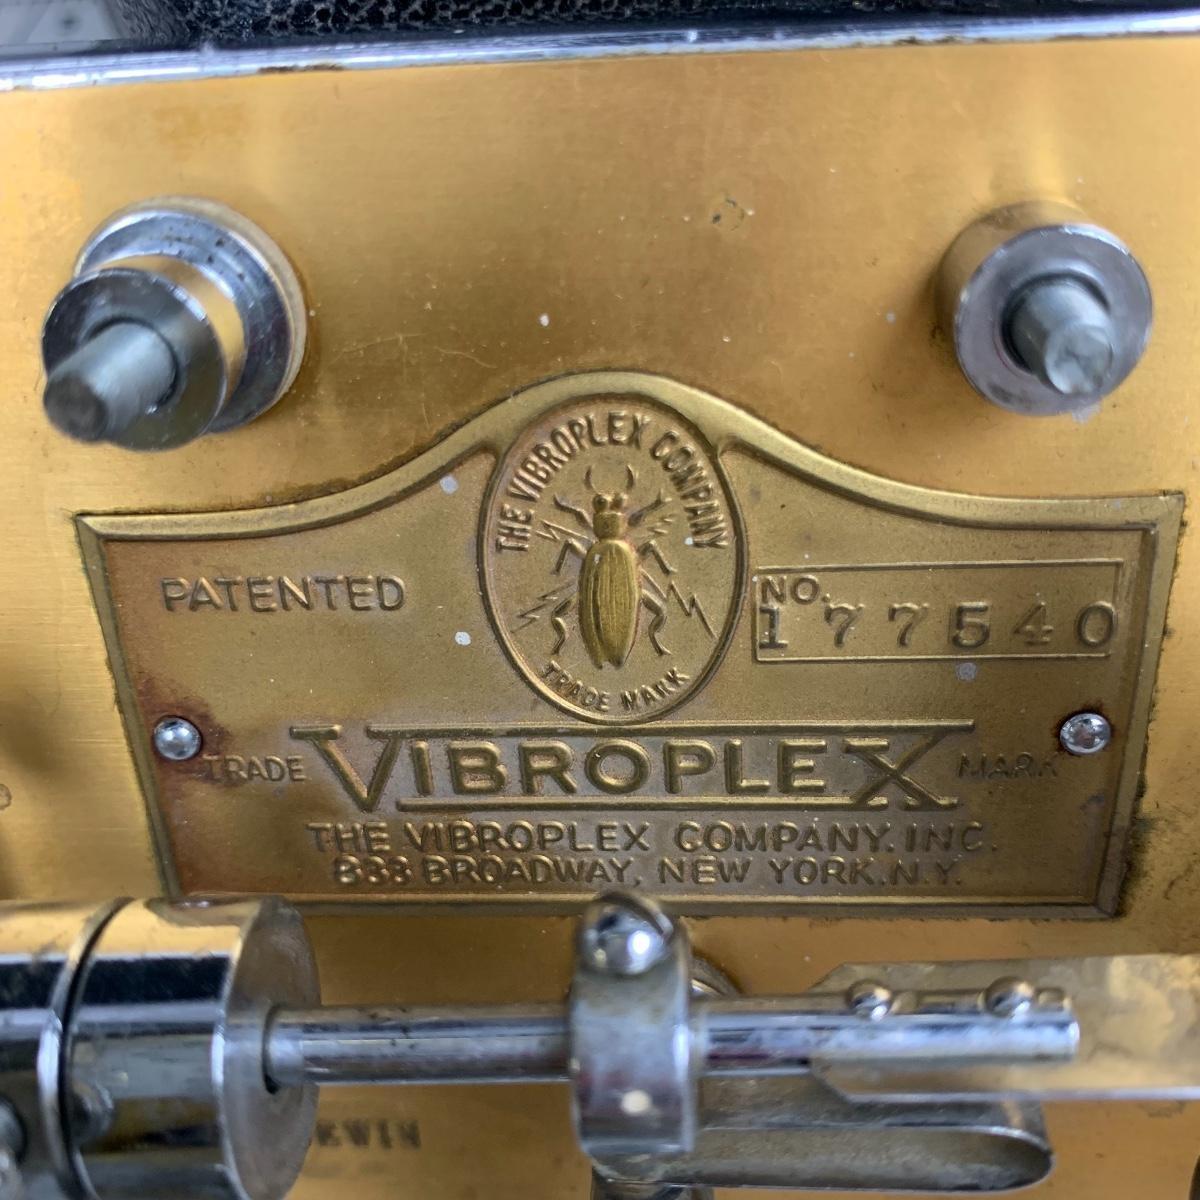 THE VIBROPLEX COMPANY
TRADE MARK
PATENTED
NO.
177540
TRADE VIBROPLEX MARK
THE VIBROPLEX COMPANY. INC.
833 BROADWAY, NEW YORK, N.Y.